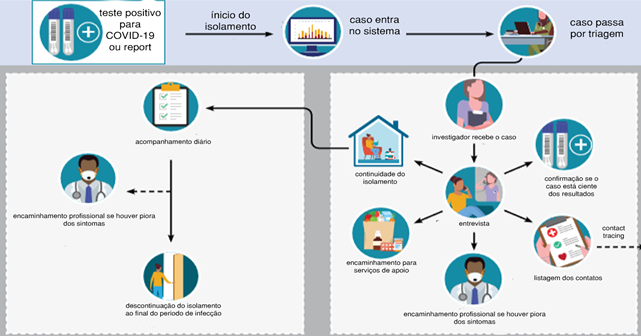 teste positivo
para
COVID-19
ou report
ínicio do
isolamento
caso entra
no sistema
caso passa
por triagem
acompanhamento diário
encaminhamento profissional se houver piora
dos sintomas
descontinuação do isolamento
ao final do período de infecção
investigador recebe o caso
continuidade do
isolamento
confirmação se o
caso está ciente
dos resultados
entrevista
encaminhamento para
serviços de apoio
contact
tracing
listagem dos contatos
encaminhamento profissional se houver piora
dos sintomas